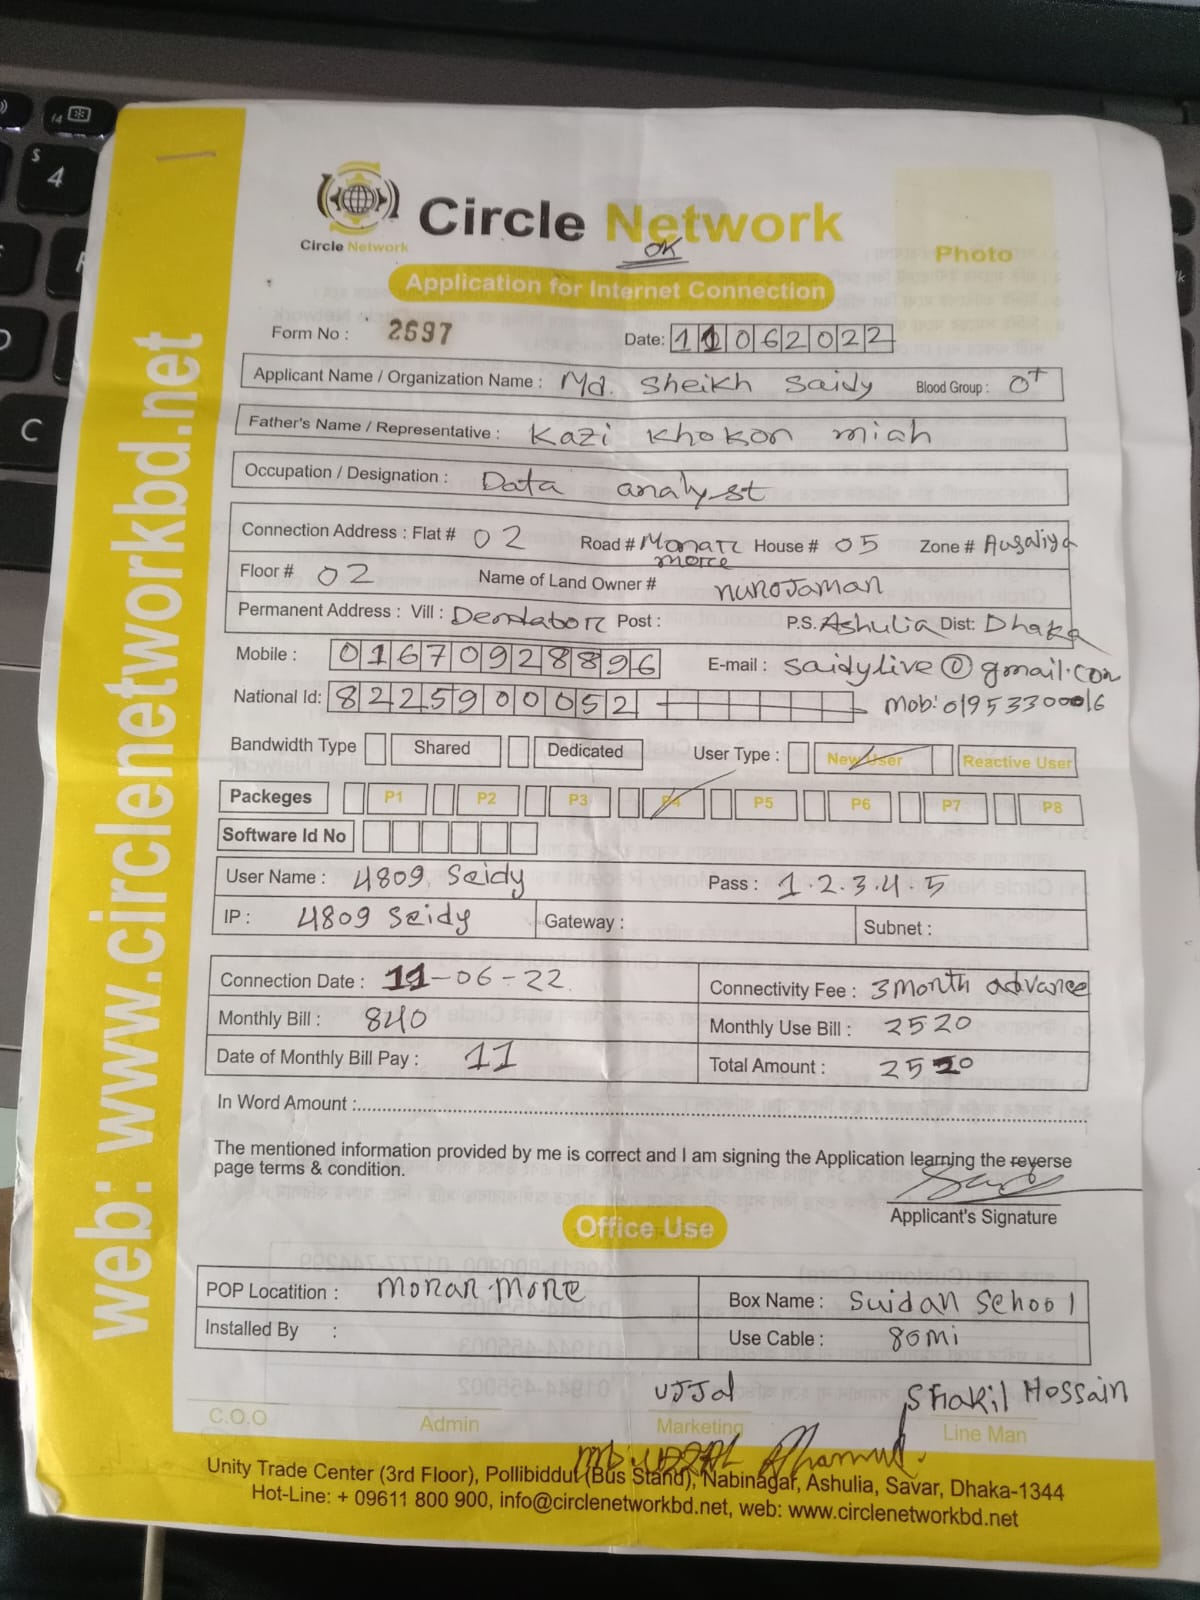 Circle Network
Circle Network
OK
Photo
Application for Internet Connection
Form No : 2697
Date: 11062022
Applicant Name / Organization Name : Md. Sheikh Saidy Blood Group : O+
Father's Name / Representative : Kazi Khokon miah
Occupation / Designation : Data analyst
Connection Address : Flat # 02 Road # Monar more House # 05 Zone # Ausaliya
Floor # 02 Name of Land Owner # nurojaman
Permanent Address : Vill : Dendabor Post : P.S. Ashulia Dist: Dhaka
Mobile : 01670928896 E-mail : saidylive@gmail.com
National Id: 8225900052 Mob: 01953300016
Bandwidth Type Shared Dedicated User Type : New User Reactive User
Packeges P1 P2 P3 P4 P5 P6 P7 P8
Software Id No
User Name : 4809 Saidy Pass : 1.2.3.4.5
IP : 4809 Saidy Gateway : Subnet :
Connection Date : 11-06-22 Connectivity Fee : 3 month advance
Monthly Bill : 840 Monthly Use Bill : 2520
Date of Monthly Bill Pay : 11 Total Amount : 2520
In Word Amount :
The mentioned information provided by me is correct and I am signing the Application learning the reverse
page terms & condition.
Applicant's Signature
Office Use
POP Locatition : Monar More Box Name : Suidan School
Installed By : Use Cable : 80 Mi
UJJal Shakil Hossain
C.O.O Admin Marketing Line Man
Unity Trade Center (3rd Floor), Pollibiddut (Bus Stand), Nabinagar, Ashulia, Savar, Dhaka-1344
Hot-Line: + 09611 800 900, info@circlenetworkbd.net, web: www.circlenetworkbd.net
web: www.circlenetworkbd.net